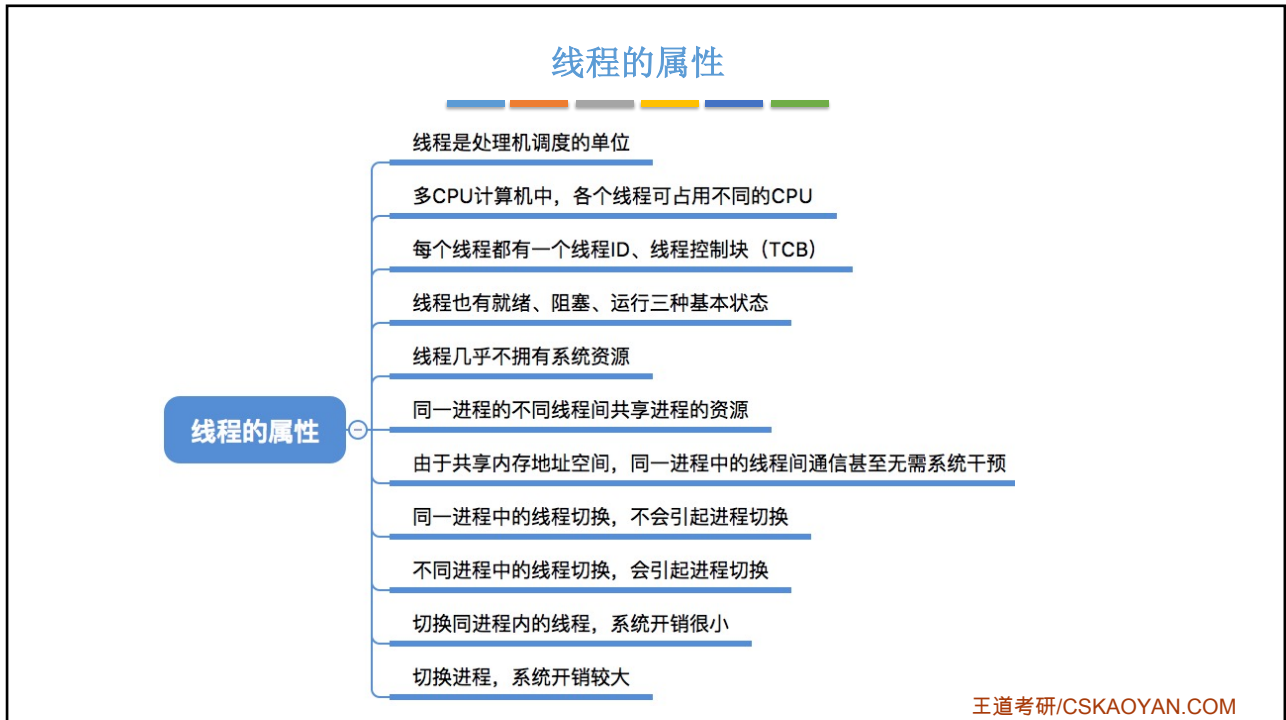 线程的属性
线程是处理机调度的单位
多CPU计算机中，各个线程可占用不同的CPU
每个线程都有一个线程ID、线程控制块（TCB）
线程也有就绪、阻塞、运行三种基本状态
线程几乎不拥有系统资源
线程的属性
同一进程的不同线程间共享进程的资源
由于共享内存地址空间，同一进程中的线程间通信甚至无需系统干预
同一进程中的线程切换，不会引起进程切换
不同进程中的线程切换，会引起进程切换
切换同进程内的线程，系统开销很小
切换进程，系统开销较大
王道考研/CSKAOYAN.COM